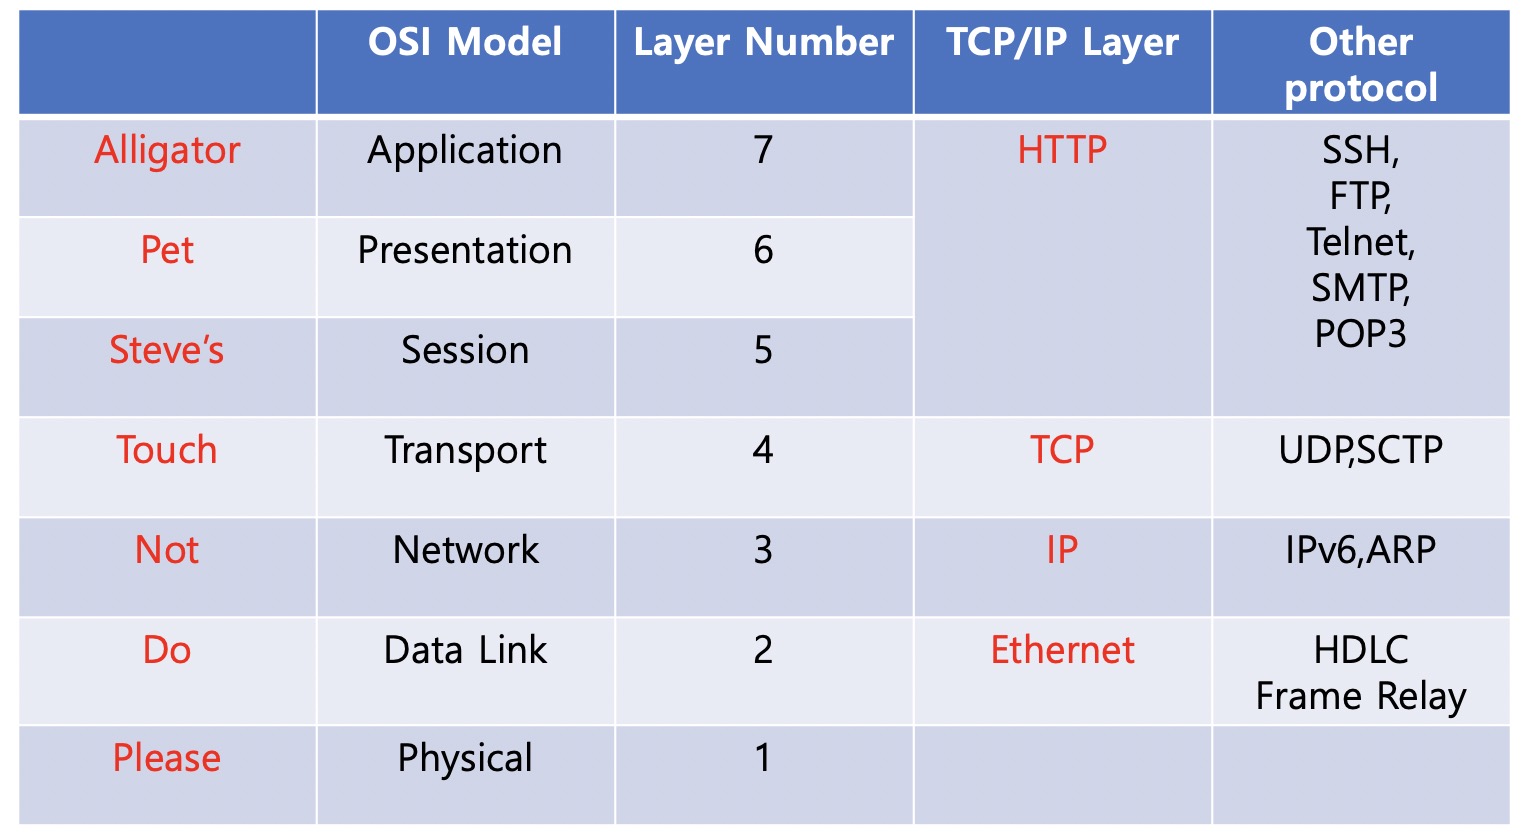 OSI Model
Layer Number
TCP/IP Layer
Other
protocol
Alligator
Application
7
HTTP
SSH,
FTP,
Telnet,
SMTP,
POP3
Pet
Presentation
6
Steve’s
Session
5
Touch
Transport
4
TCP
UDP,SCTP
Not
Network
3
IP
IPv6,ARP
Do
Data Link
2
Ethernet
HDLC
Frame Relay
Please
Physical
1